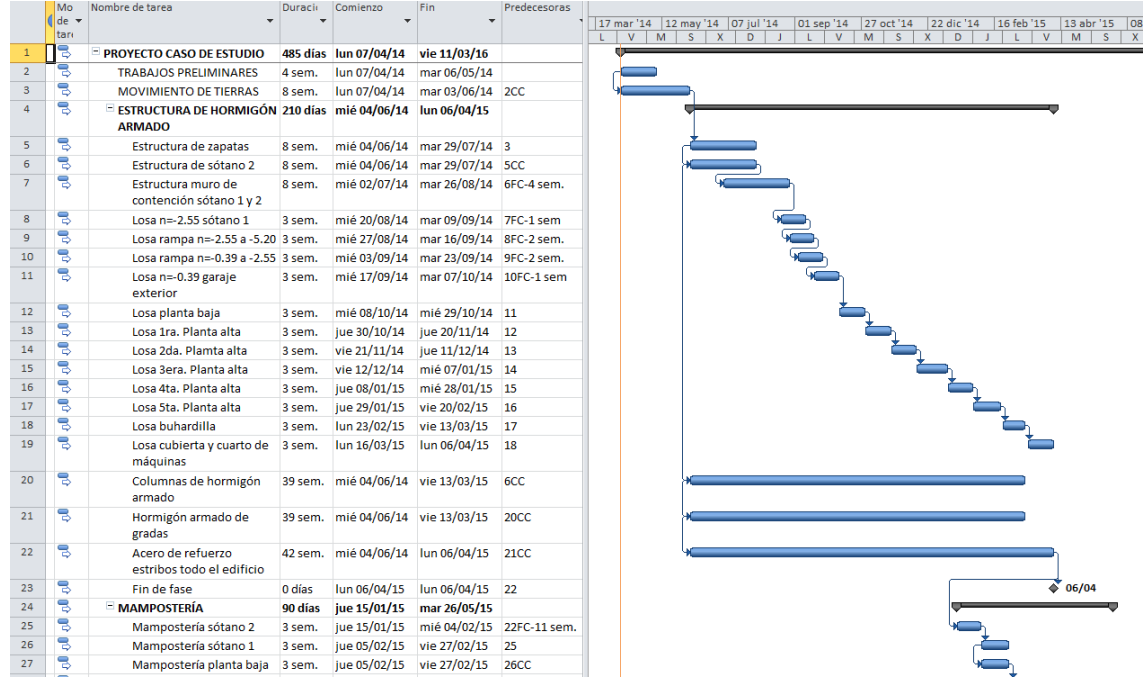 Mo de tare Nombre de tarea Duració Comienzo Fin Predecesoras
17 mar '14 12 may '14 07 jul '14 01 sep '14 27 oct '14 22 dic '14 16 feb '15 13 abr '15 08
L V M S X D J L V M S X D J L V M S X
1 PROYECTO CASO DE ESTUDIO 485 días lun 07/04/14 vie 11/03/16
2 TRABAJOS PRELIMINARES 4 sem. lun 07/04/14 mar 06/05/14
3 MOVIMIENTO DE TIERRAS 8 sem. lun 07/04/14 mar 03/06/14 2CC
4 ESTRUCTURA DE HORMIGÓN 210 días mié 04/06/14 lun 06/04/15
ARMADO
5 Estructura de zapatas 8 sem. mié 04/06/14 mar 29/07/14 3
6 Estructura de sótano 2 8 sem. mié 04/06/14 mar 29/07/14 5CC
7 Estructura muro de 8 sem. mié 02/07/14 mar 26/08/14 6FC-4 sem.
contención sótano 1 y 2
8 Losa n=-2.55 sótano 1 3 sem. mié 20/08/14 mar 09/09/14 7FC-1 sem
9 Losa rampa n=-2.55 a -5.20 3 sem. mié 27/08/14 mar 16/09/14 8FC-2 sem.
10 Losa rampa n=-0.39 a -2.55 3 sem. mié 03/09/14 mar 23/09/14 9FC-2 sem.
11 Losa n=-0.39 garaje 3 sem. mié 17/09/14 mar 07/10/14 10FC-1 sem
exterior
12 Losa planta baja 3 sem. mié 08/10/14 mié 29/10/14 11
13 Losa 1ra. Planta alta 3 sem. jue 30/10/14 jue 20/11/14 12
14 Losa 2da. Plamta alta 3 sem. vie 21/11/14 jue 11/12/14 13
15 Losa 3era. Planta alta 3 sem. vie 12/12/14 mié 07/01/15 14
16 Losa 4ta. Planta alta 3 sem. jue 08/01/15 mié 28/01/15 15
17 Losa 5ta. Planta alta 3 sem. jue 29/01/15 vie 20/02/15 16
18 Losa buhardilla 3 sem. lun 23/02/15 vie 13/03/15 17
19 Losa cubierta y cuarto de 3 sem. lun 16/03/15 lun 06/04/15 18
máquinas
20 Columnas de hormigón 39 sem. mié 04/06/14 vie 13/03/15 6CC
armado
21 Hormigón armado de 39 sem. mié 04/06/14 vie 13/03/15 20CC
gradas
22 Acero de refuerzo 42 sem. mié 04/06/14 lun 06/04/15 21CC
estribos todo el edificio
23 Fin de fase 0 días lun 06/04/15 lun 06/04/15 22 06/04
24 MAMPOSTERÍA 90 días jue 15/01/15 mar 26/05/15
25 Mampostería sótano 2 3 sem. jue 15/01/15 mié 04/02/15 22FC-11 sem.
26 Mampostería sótano 1 3 sem. jue 05/02/15 vie 27/02/15 25
27 Mampostería planta baja 3 sem. jue 05/02/15 vie 27/02/15 26CC